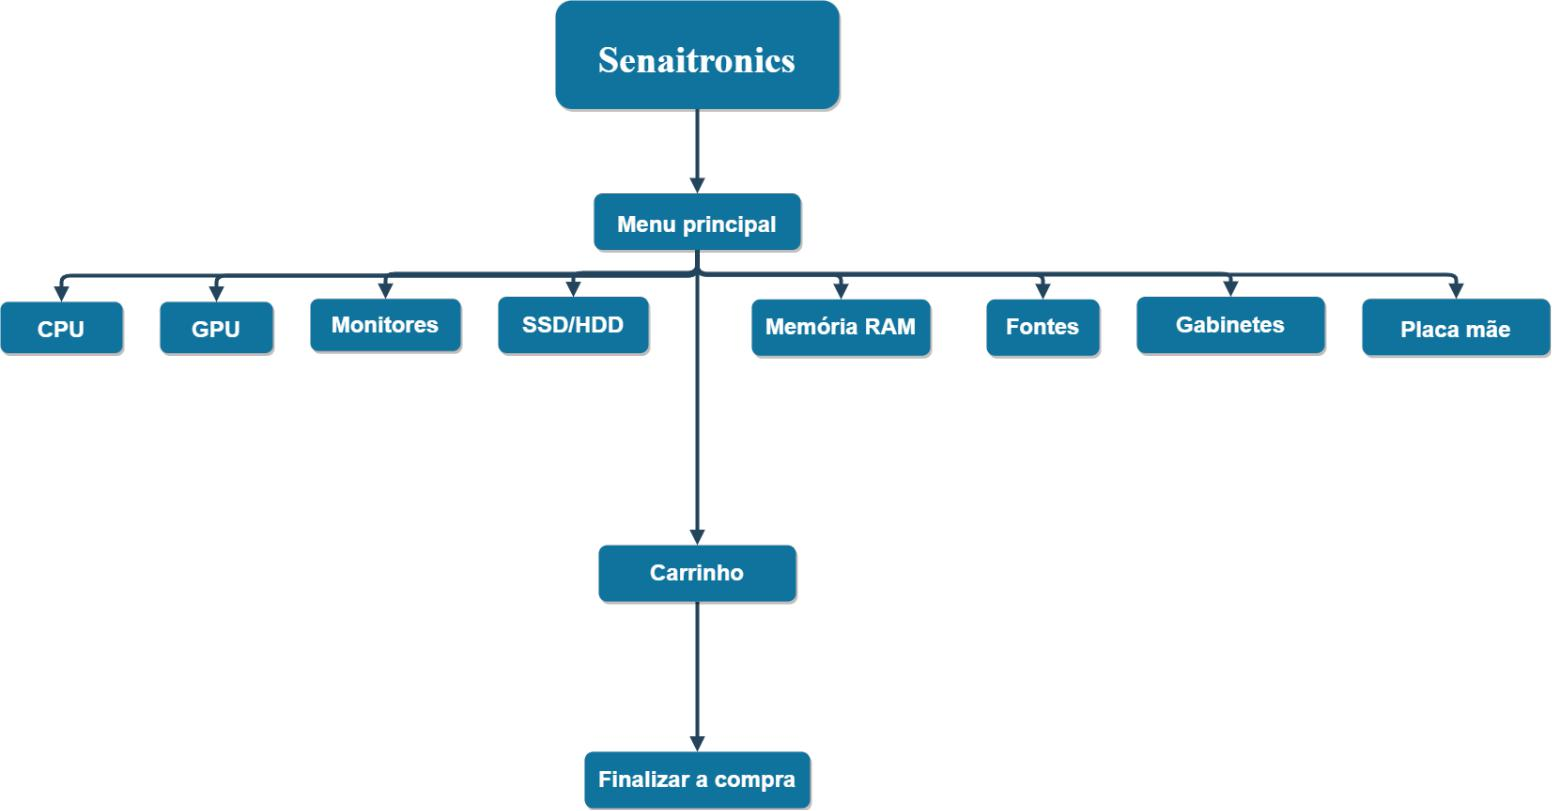 Senaitronics
Menu principal
CPU
GPU
Monitores
SSD/HDD
Memória RAM
Fontes
Gabinetes
Placa mãe
Carrinho
Finalizar a compra